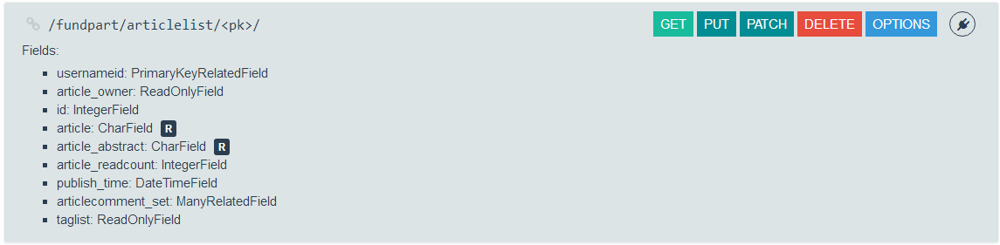 /fundpart/articlelist/<pk>/ GET PUT PATCH DELETE OPTIONS
Fields:
usernameid: PrimaryKeyRelatedField
article_owner: ReadOnlyField
id: IntegerField
article: CharField R
article_abstract: CharField R
article_readcount: IntegerField
publish_time: DateTimeField
articlecomment_set: ManyRelatedField
taglist: ReadOnlyField